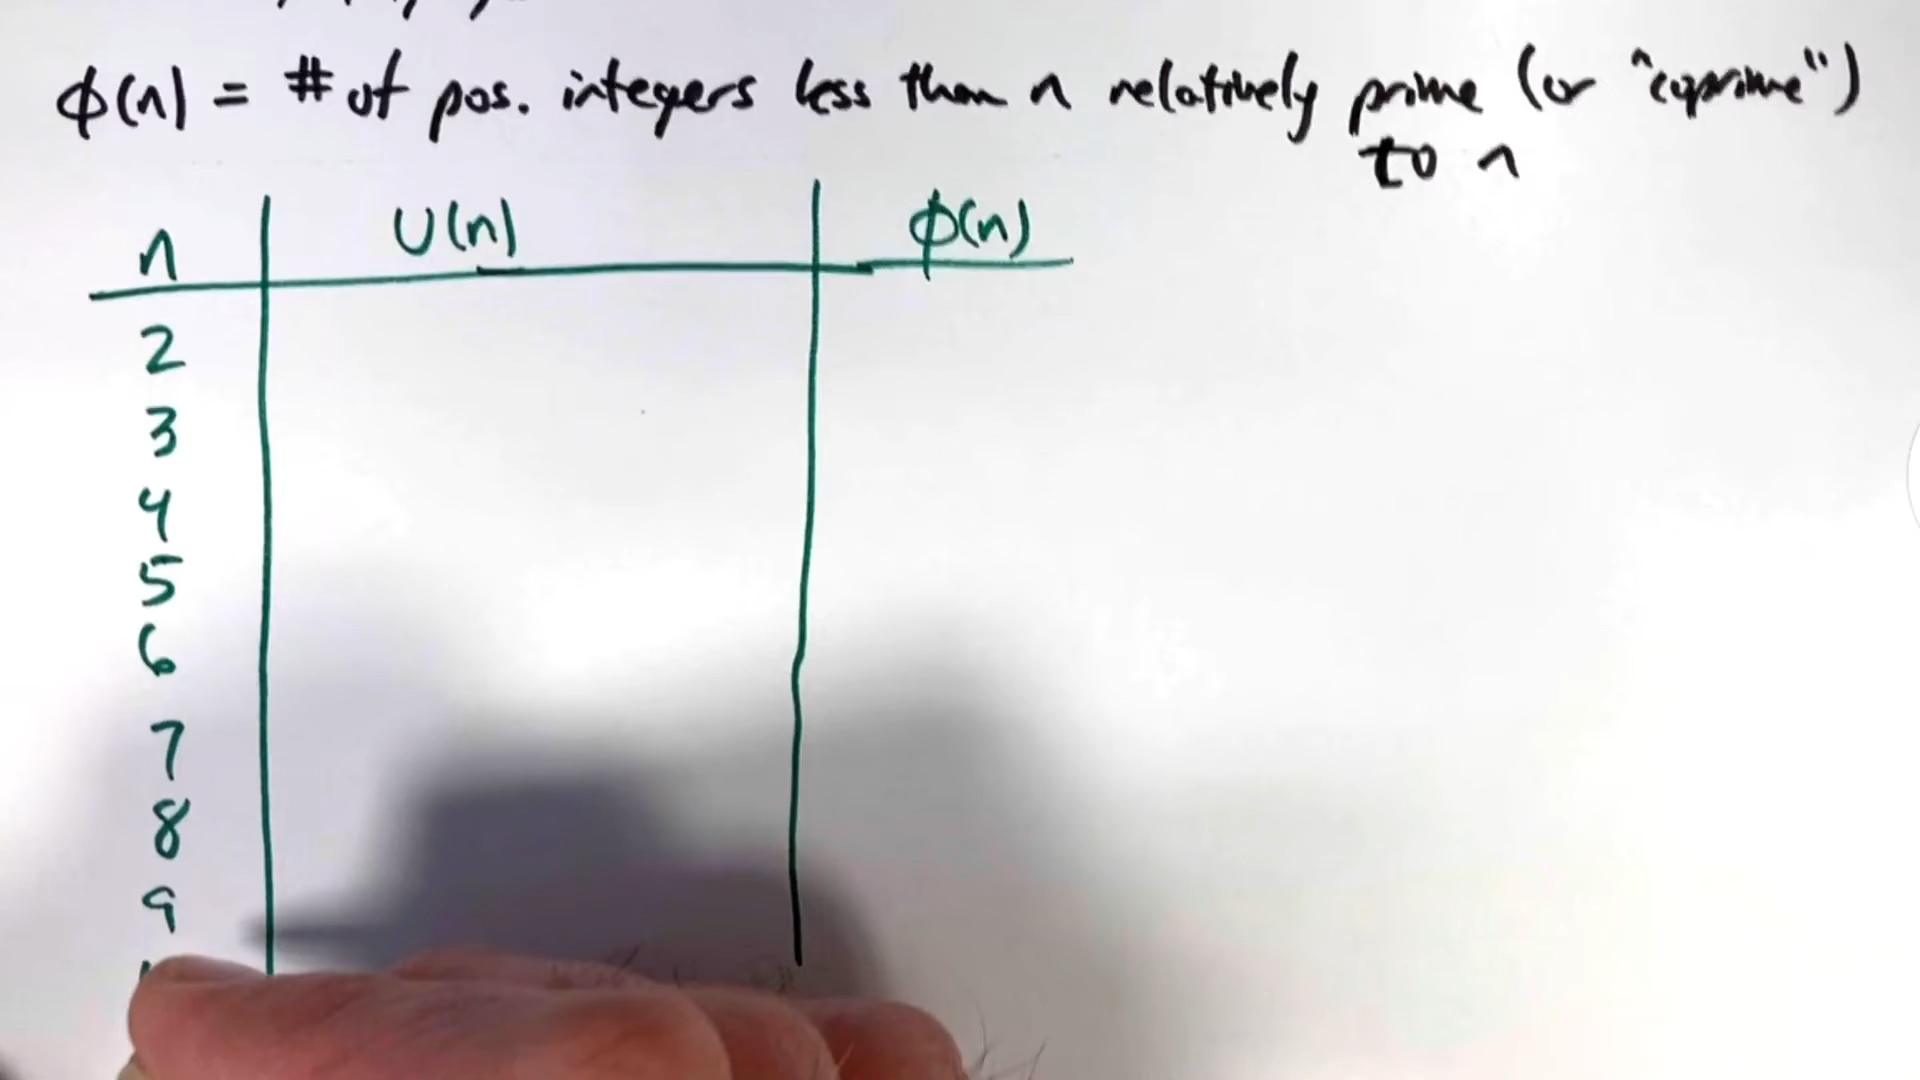 ϕ(n) = # of pos. integers less than n relatively prime (or "coprime")
to n
n U(n) ϕ(n)
2
3
4
5
6
7
8
9